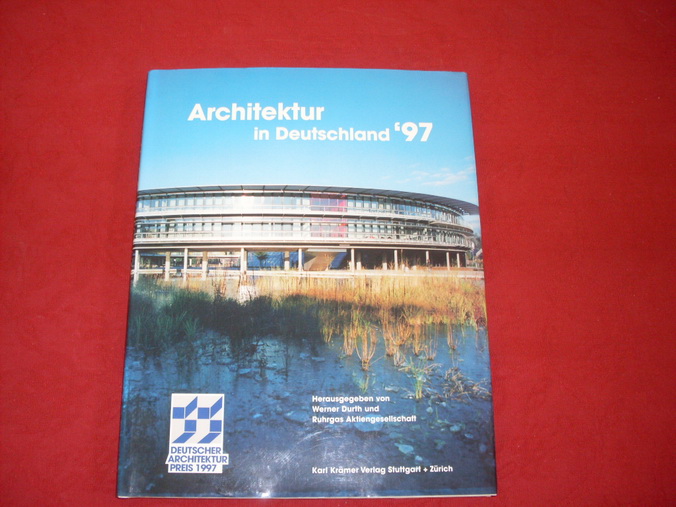 Architektur
in Deutschland '97
Herausgegeben von
Werner Durth und
Ruhrgas Aktiengesellschaft
DEUTSCHER
ARCHITEKTUR
PREIS 1997
Karl Krämer Verlag Stuttgart + Zürich